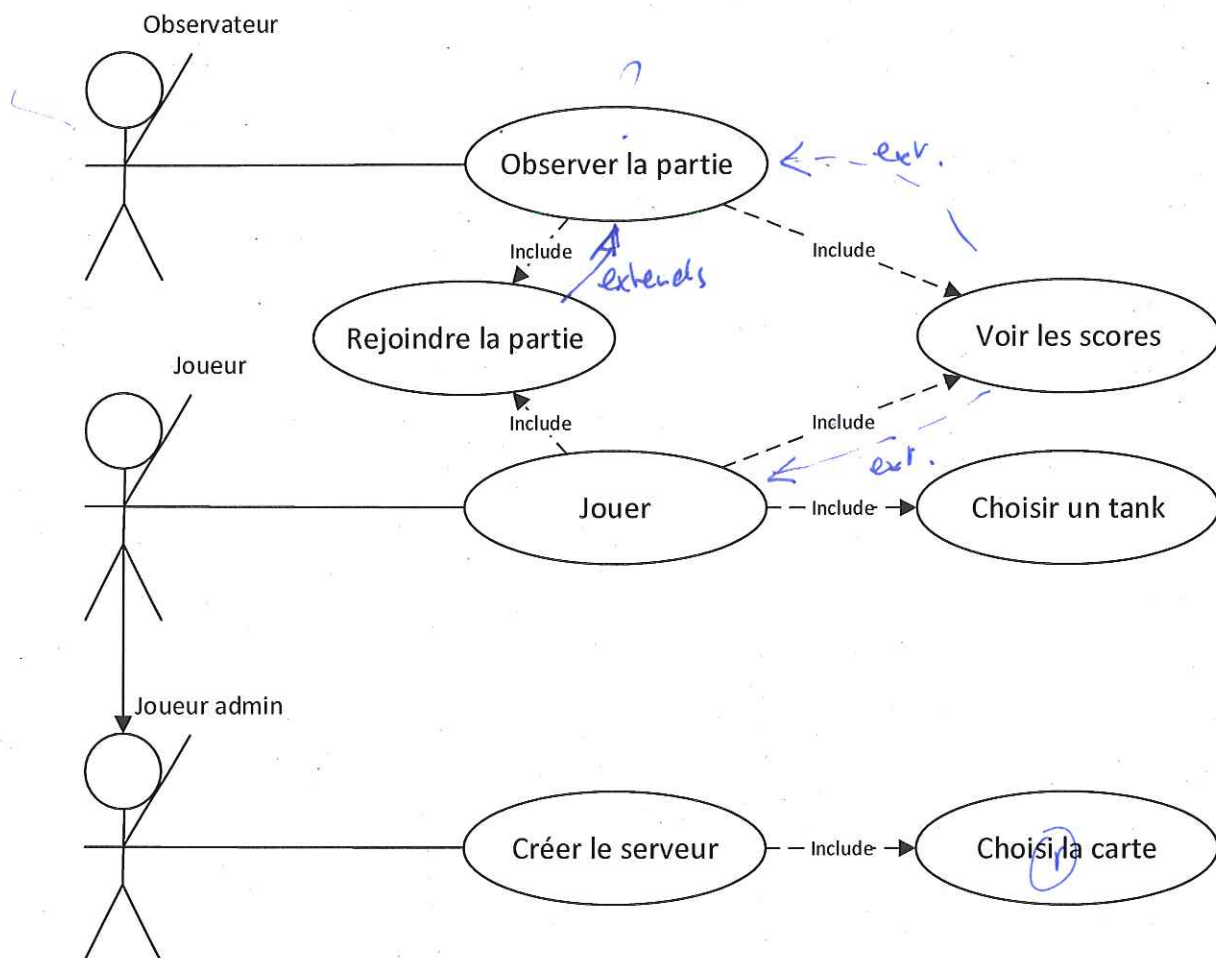 Observateur
?
Observer la partie
ext.
Include
Include
extends
Rejoindre la partie
Voir les scores
Joueur
Include
Include
ext.
Jouer
Include
Choisir un tank
Joueur admin
Créer le serveur
Include
Choisi la carte
r